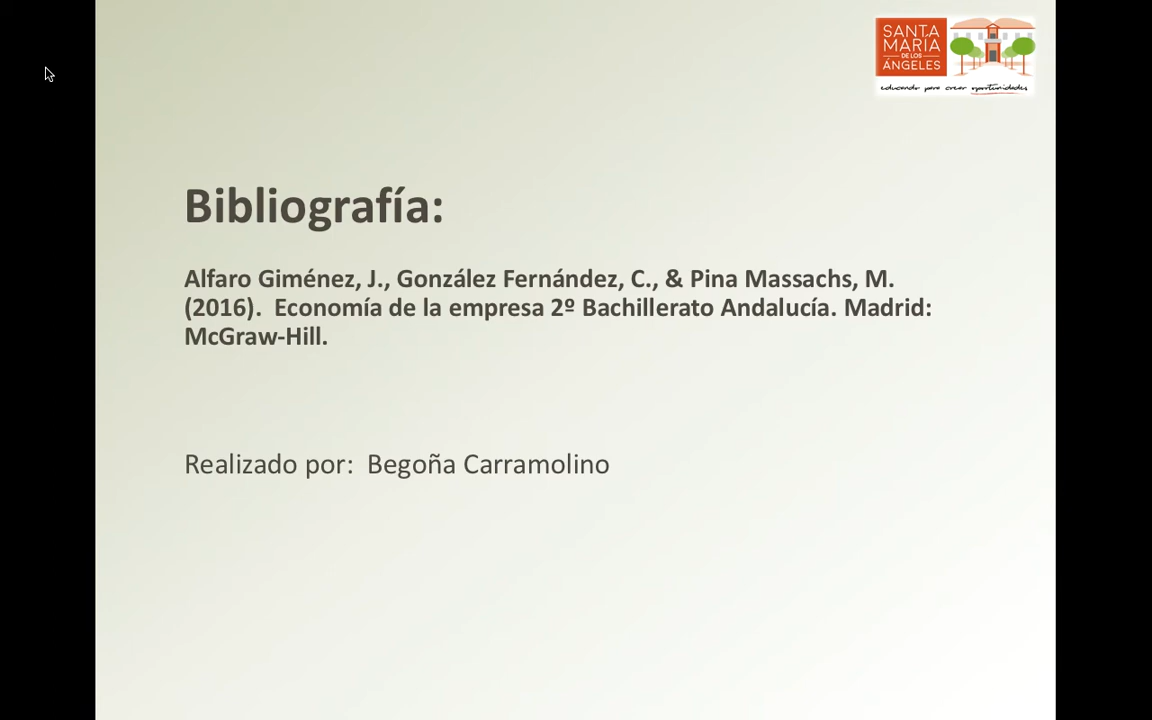 SANTA
MARÍA
DE LOS
ÁNGELES
educando para crear oportunidades
Bibliografía:
Alfaro Giménez, J., González Fernández, C., & Pina Massachs, M.
(2016).  Economía de la empresa 2º Bachillerato Andalucía. Madrid:
McGraw-Hill.
Realizado por:  Begoña Carramolino